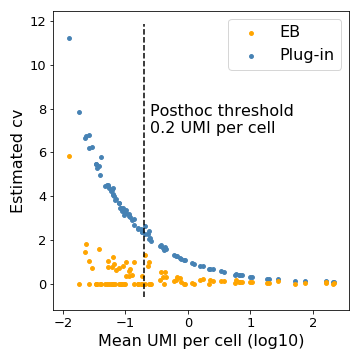 EB
Plug-in
12
10
8
6
4
2
0
Estimated cv
Posthoc threshold
0.2 UMI per cell
−2
−1
0
1
2
Mean UMI per cell (log10)